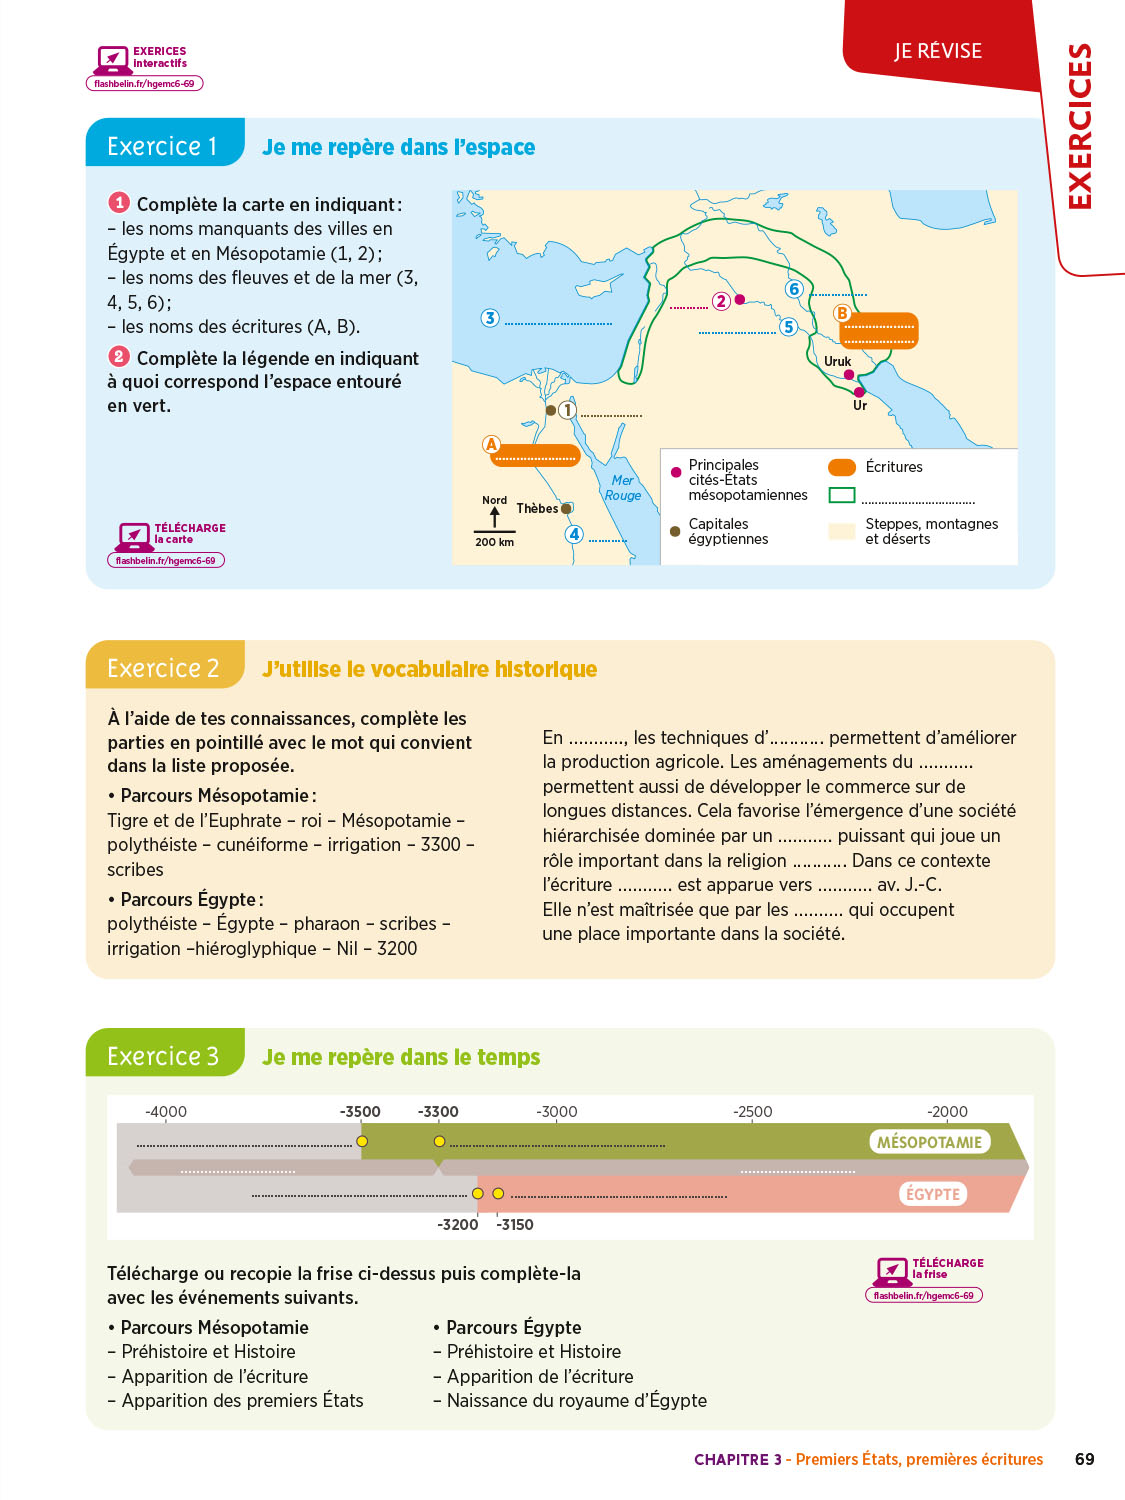 JE RÉVISE
EXERCICES
EXERICES
interactifs
flashbelin.fr/hgemc6-69
Exercice 1
Je me repère dans l'espace
1 Complète la carte en indiquant :
– les noms manquants des villes en
Égypte et en Mésopotamie (1, 2) ;
– les noms des fleuves et de la mer (3,
4, 5, 6) ;
– les noms des écritures (A, B).
2 Complète la légende en indiquant
à quoi correspond l'espace entouré
en vert.
TÉLÉCHARGE
la carte
flashbelin.fr/hgemc6-69
6 ..................
2 ............
B
3 ................................
5 ........................
Uruk
Ur
1 ...................
A
Mer
Rouge
Nord
200 km
Thèbes
4 ............
Principales
cités-États
mésopotamiennes
Capitales
égyptiennes
Écritures
..................................
Steppes, montagnes
et déserts
Exercice 2
J'utilise le vocabulaire historique
À l'aide de tes connaissances, complète les
parties en pointillé avec le mot qui convient
dans la liste proposée.
• Parcours Mésopotamie :
Tigre et de l'Euphrate – roi – Mésopotamie –
polythéiste – cunéiforme – irrigation – 3300 –
scribes
• Parcours Égypte :
polythéiste – Égypte – pharaon – scribes –
irrigation –hiéroglyphique – Nil – 3200
En ..........., les techniques d'........... permettent d'améliorer
la production agricole. Les aménagements du ...........
permettent aussi de développer le commerce sur de
longues distances. Cela favorise l'émergence d'une société
hiérarchisée dominée par un ........... puissant qui joue un
rôle important dans la religion ........... Dans ce contexte
l'écriture ........... est apparue vers ........... av. J.-C.
Elle n'est maîtrisée que par les .......... qui occupent
une place importante dans la société.
Exercice 3
Je me repère dans le temps
-4000 -3500 -3300 -3000 -2500 -2000
MÉSOPOTAMIE
ÉGYPTE
-3200 -3150
Télécharge ou recopie la frise ci-dessus puis complète-la
avec les événements suivants.
TÉLÉCHARGE
la frise
flashbelin.fr/hgemc6-69
• Parcours Mésopotamie
– Préhistoire et Histoire
– Apparition de l'écriture
– Apparition des premiers États
• Parcours Égypte
– Préhistoire et Histoire
– Apparition de l'écriture
– Naissance du royaume d'Égypte
CHAPITRE 3 - Premiers États, premières écritures 69